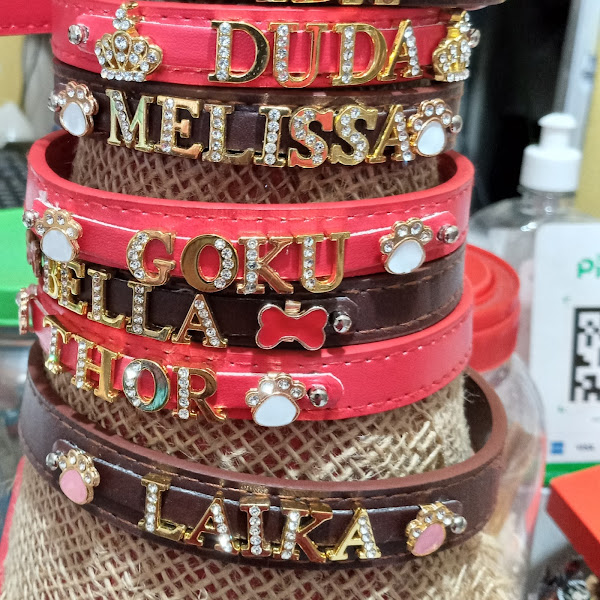 DUDA
MELISSA
GOKU
BELLA
THOR
LAIKA